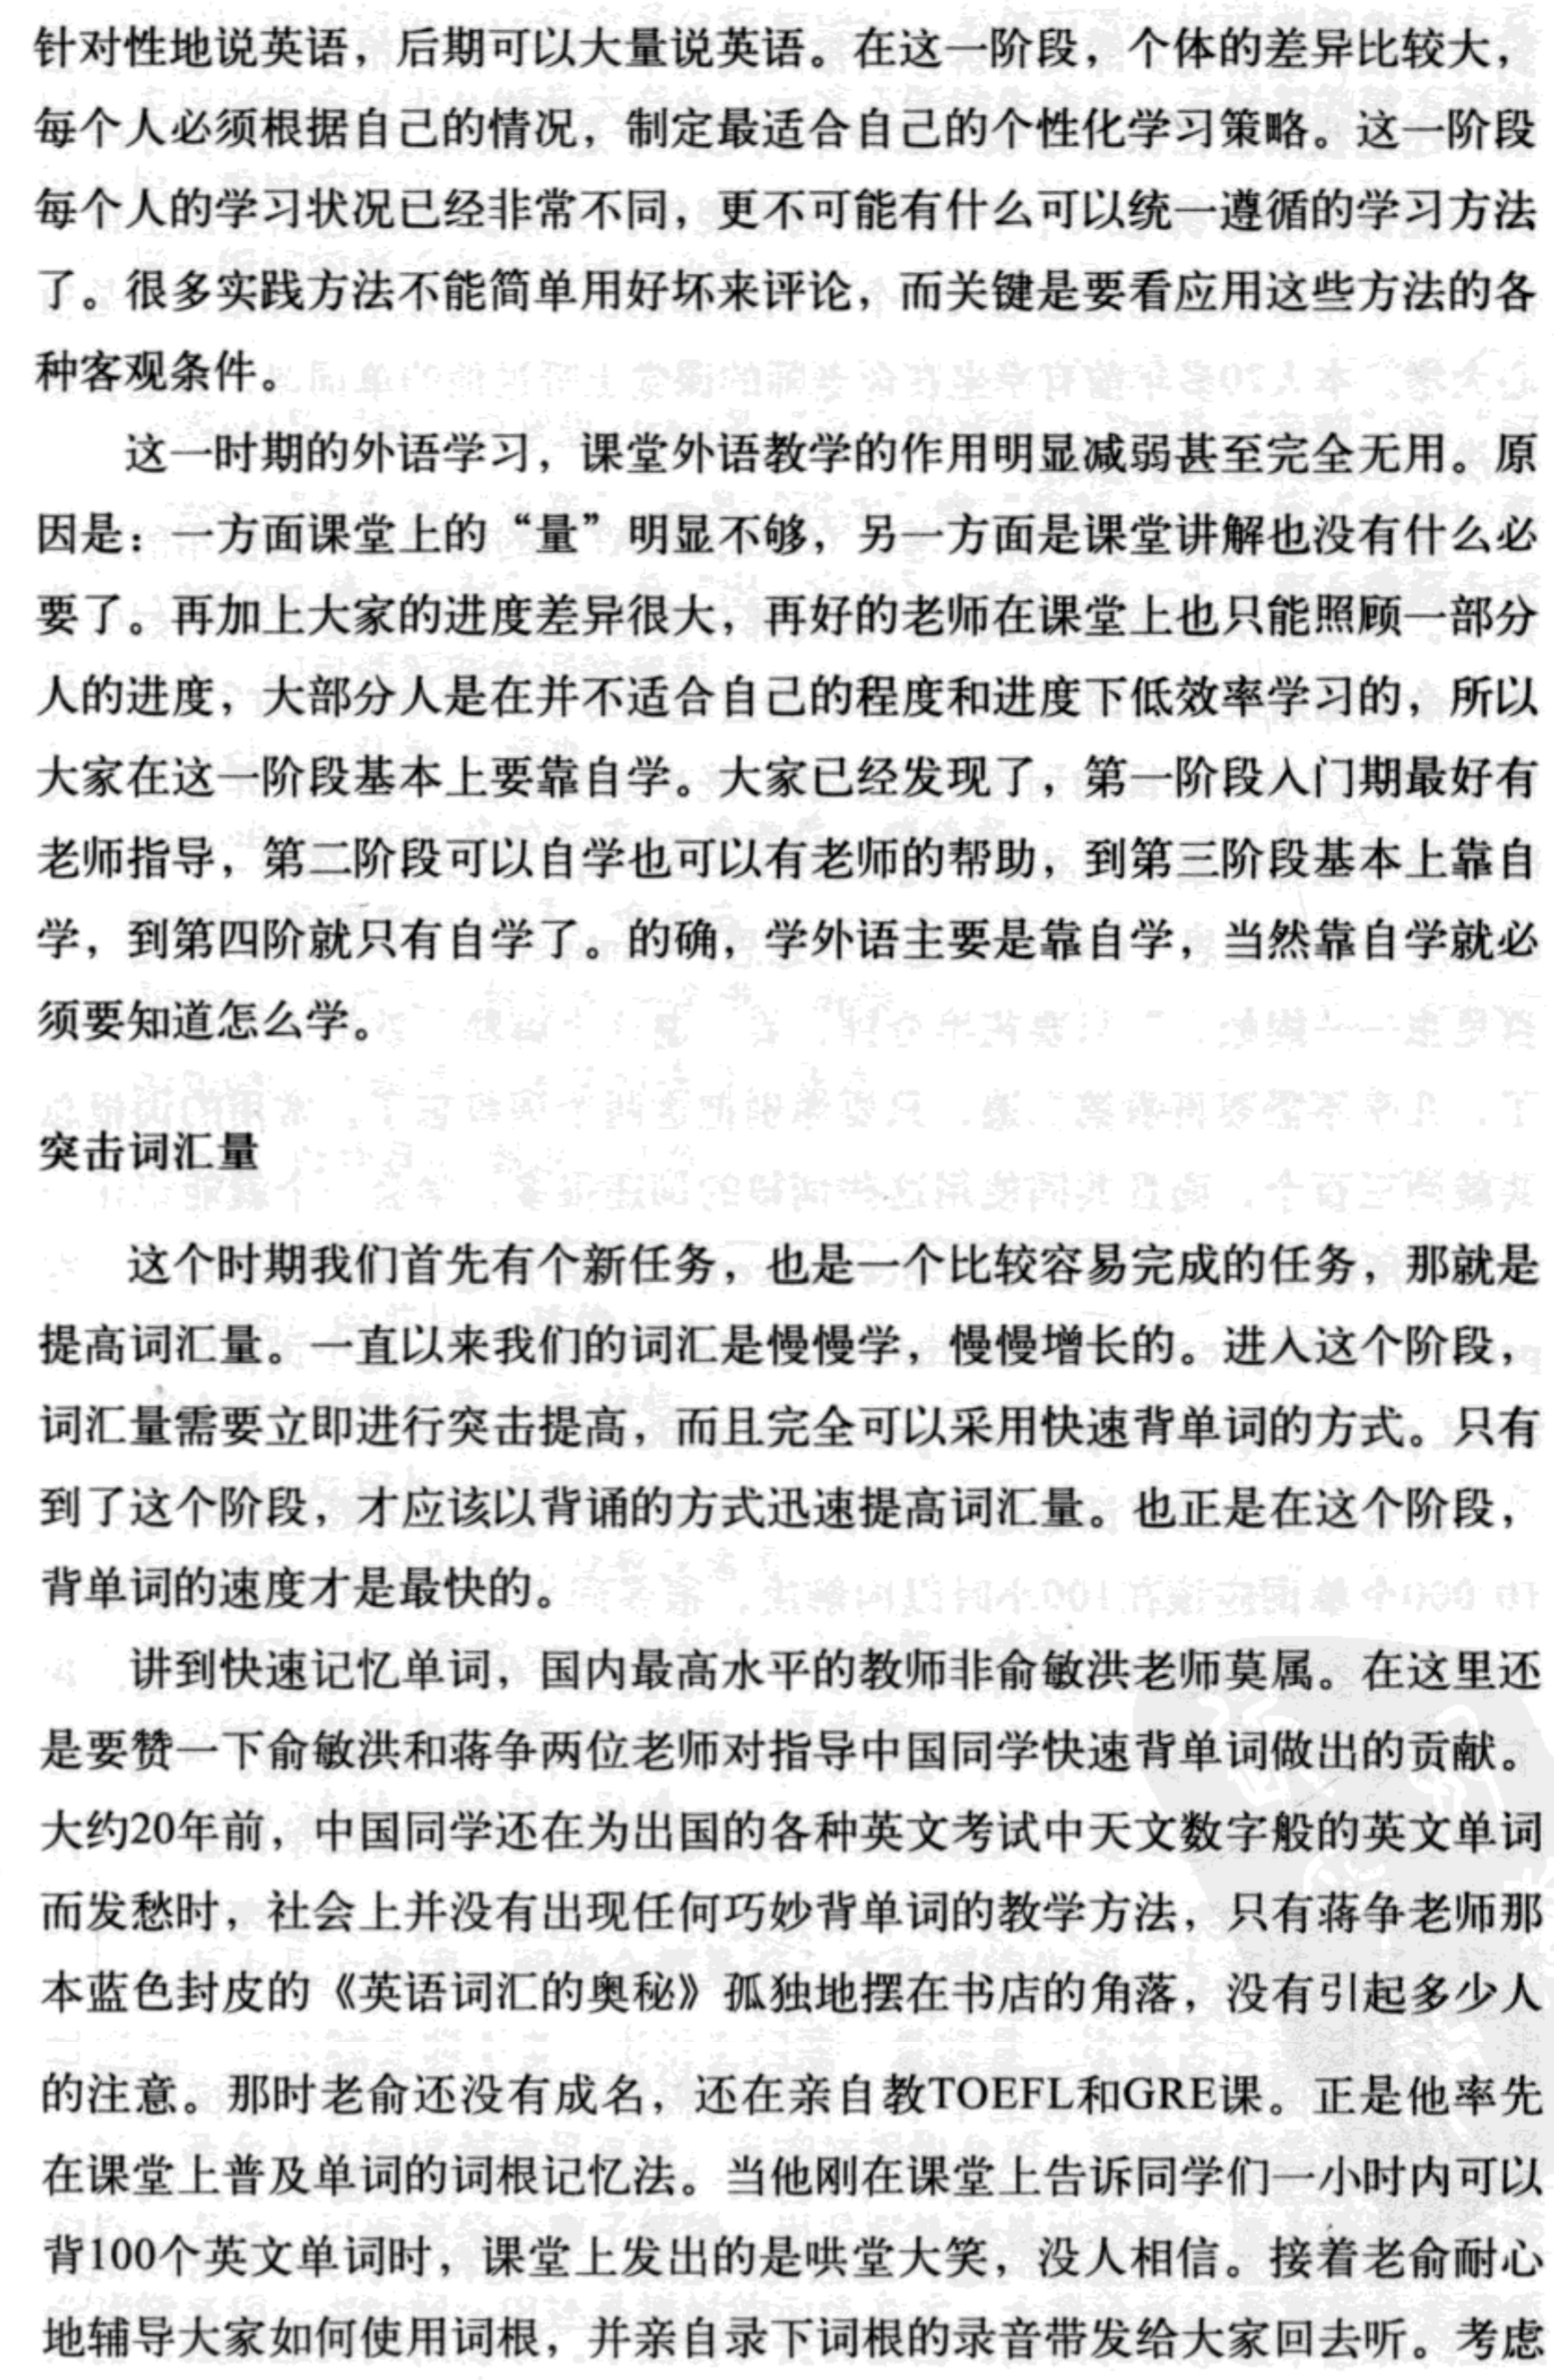 针对性地说英语，后期可以大量说英语。在这一阶段，个体的差异比较大，
每个人必须根据自己的情况，制定最适合自己的个性化学习策略。这一阶段
每个人的学习状况已经非常不同，更不可能有什么可以统一遵循的学习方法
了。很多实践方法不能简单用好坏来评论，而关键是要看应用这些方法的各
种客观条件。
这一时期的外语学习，课堂外语教学的作用明显减弱甚至完全无用。原
因是：一方面课堂上的“量”明显不够，另一方面是课堂讲解也没有什么必
要了。再加上大家的进度差异很大，再好的老师在课堂上也只能照顾一部分
人的进度，大部分人是在并不适合自己的程度和进度下低效率学习的，所以
大家在这一阶段基本上要靠自学。大家已经发现了，第一阶段入门期最好有
老师指导，第二阶段可以自学也可以有老师的帮助，到第三阶段基本上靠自
学，到第四阶就只有自学了。的确，学外语主要是靠自学，当然靠自学就必
须要知道怎么学。
突击词汇量
这个时期我们首先有个新任务，也是一个比较容易完成的任务，那就是
提高词汇量。一直以来我们的词汇是慢慢学，慢慢增长的。进入这个阶段，
词汇量需要立即进行突击提高，而且完全可以采用快速背单词的方式。只有
到了这个阶段，才应该以背诵的方式迅速提高词汇量。也正是在这个阶段，
背单词的速度才是最快的。
讲到快速记忆单词，国内最高水平的教师非俞敏洪老师莫属。在这里还
是要赞一下俞敏洪和蒋争两位老师对指导中国同学快速背单词做出的贡献。
大约20年前，中国同学还在为出国的各种英文考试中天文数字般的英文单词
而发愁时，社会上并没有出现任何巧妙背单词的教学方法，只有蒋争老师那
本蓝色封皮的《英语词汇的奥秘》孤独地摆在书店的角落，没有引起多少人
的注意。那时老俞还没有成名，还在亲自教TOEFL和GRE课。正是他率先
在课堂上普及单词的词根记忆法。当他刚在课堂上告诉同学们一小时内可以
背100个英文单词时，课堂上发出的是哄堂大笑，没人相信。接着老俞耐心
地辅导大家如何使用词根，并亲自录下词根的录音带发给大家回去听。考虑